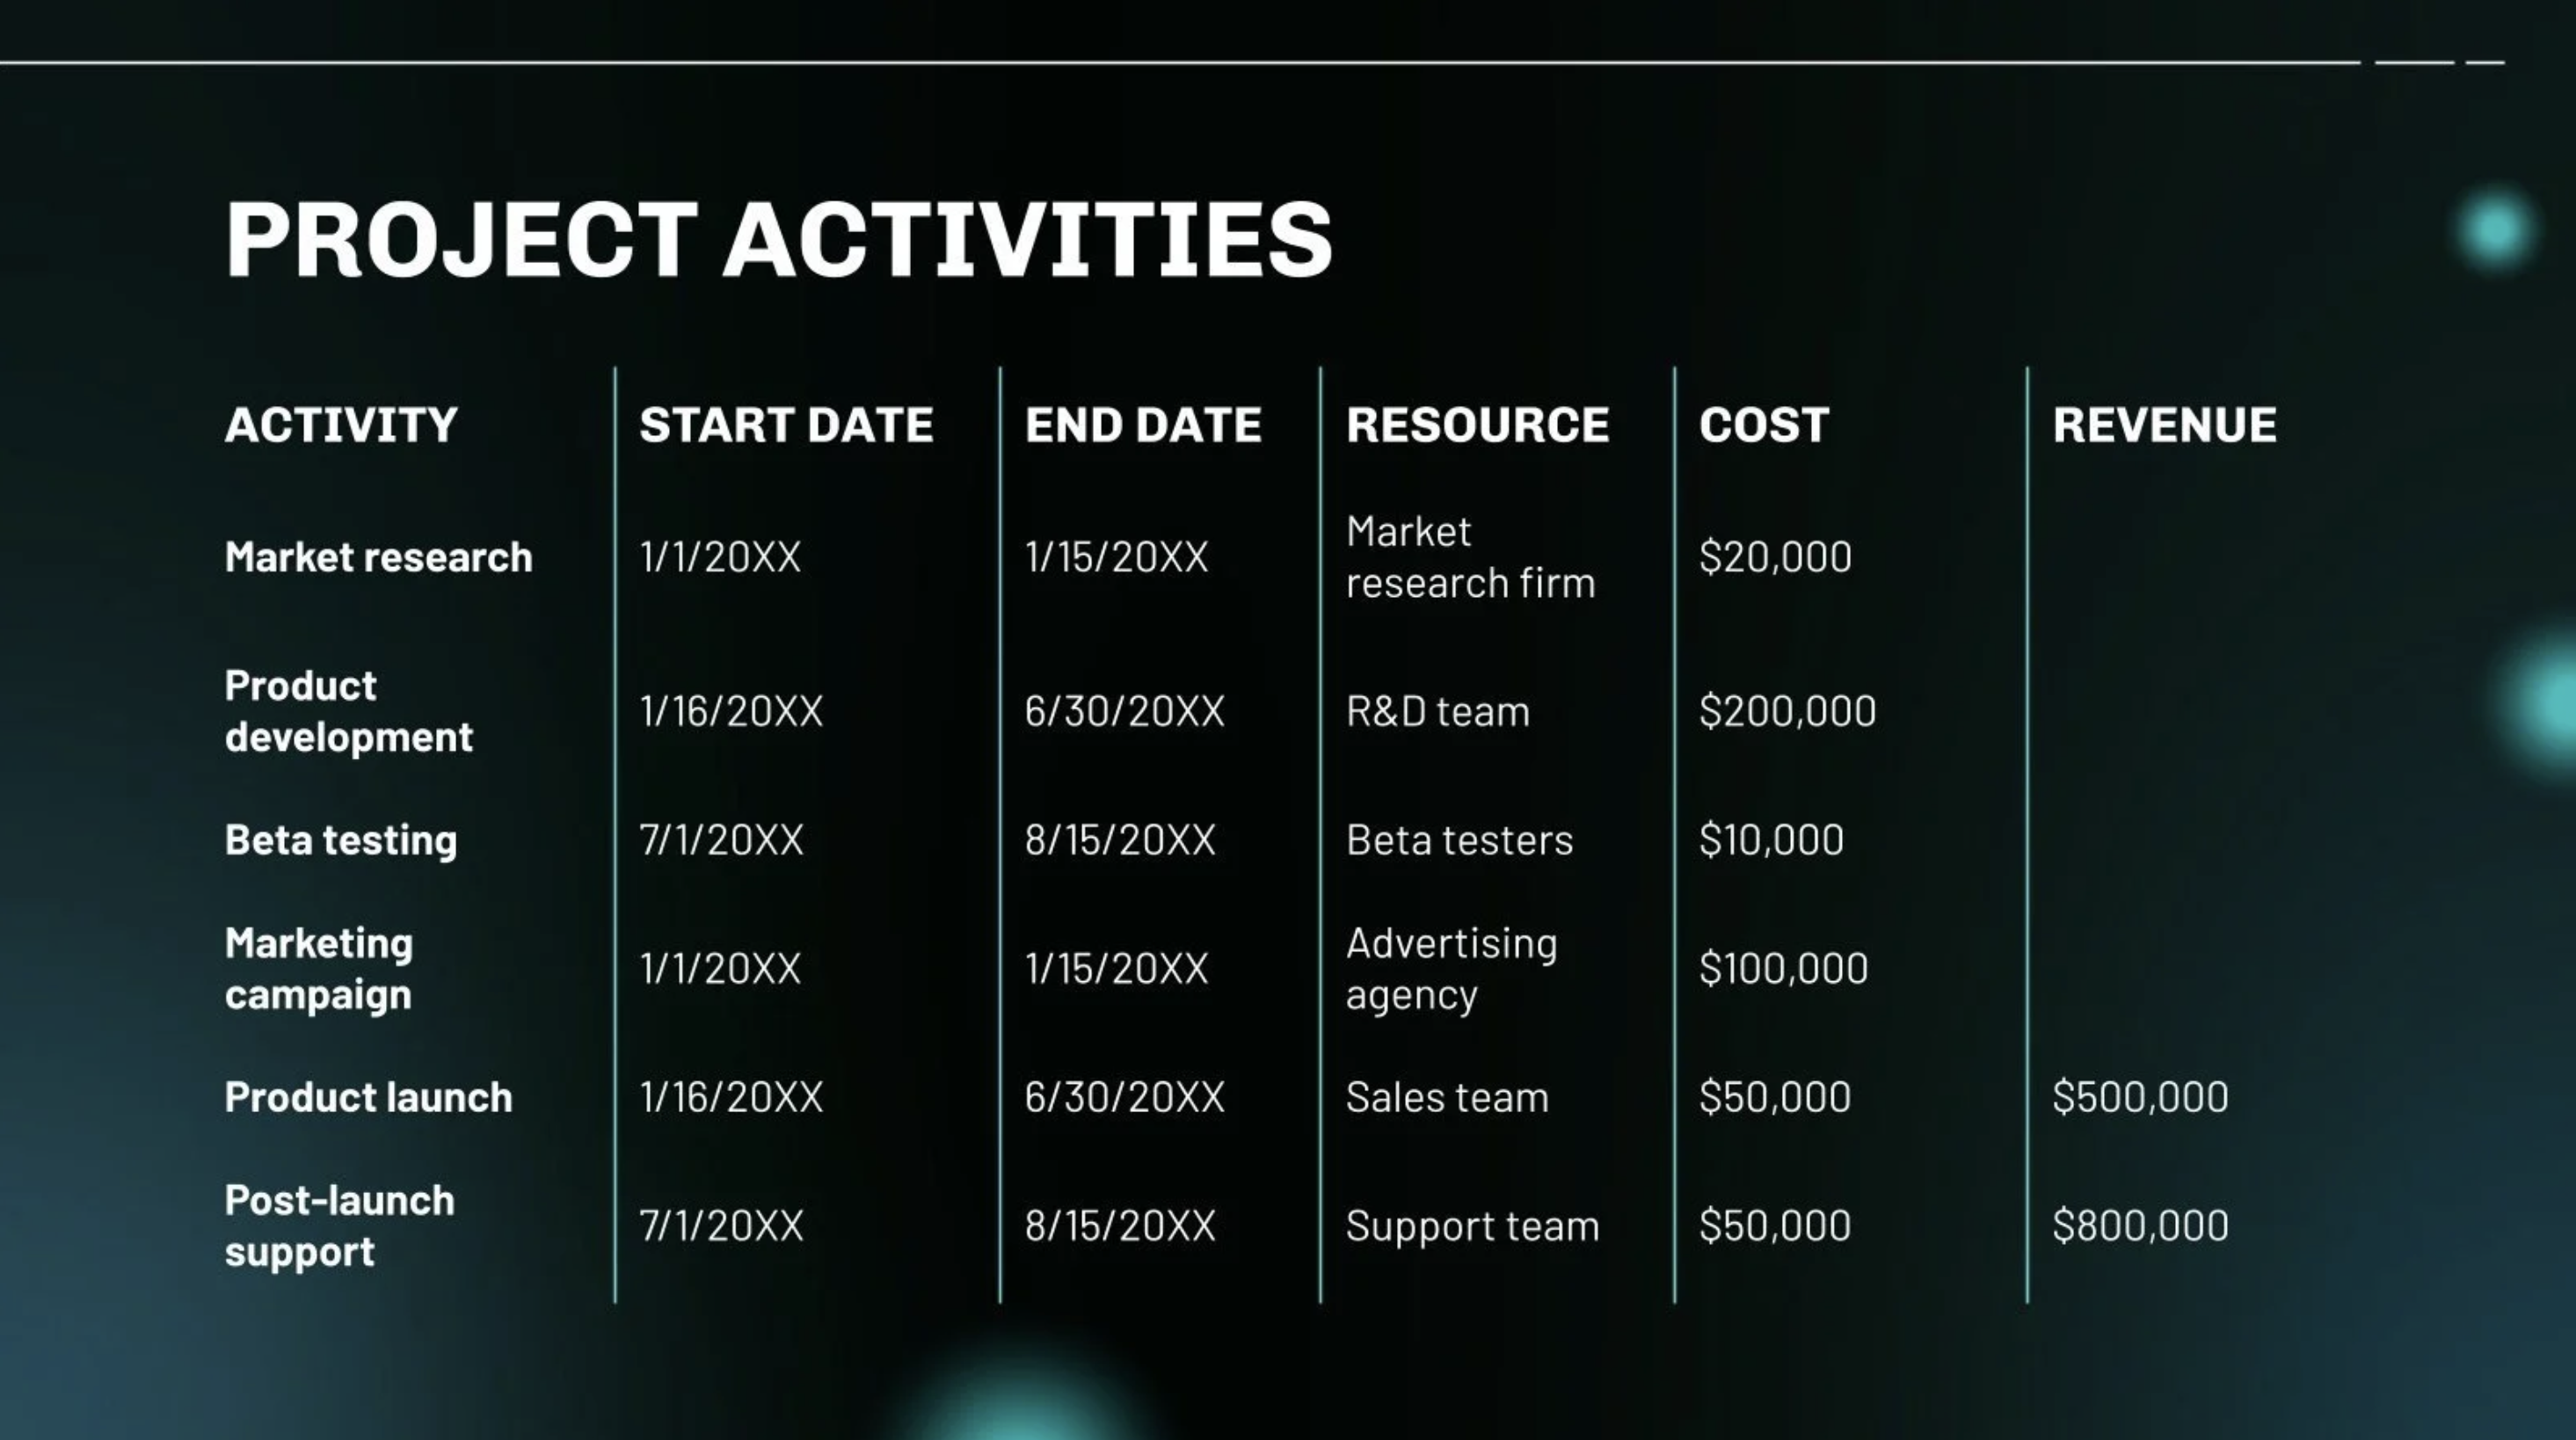 PROJECT ACTIVITIES
ACTIVITY START DATE END DATE RESOURCE COST REVENUE
Market research 1/1/20XX 1/15/20XX Market research firm $20,000
Product development 1/16/20XX 6/30/20XX R&D team $200,000
Beta testing 7/1/20XX 8/15/20XX Beta testers $10,000
Marketing campaign 1/1/20XX 1/15/20XX Advertising agency $100,000
Product launch 1/16/20XX 6/30/20XX Sales team $50,000 $500,000
Post-launch support 7/1/20XX 8/15/20XX Support team $50,000 $800,000